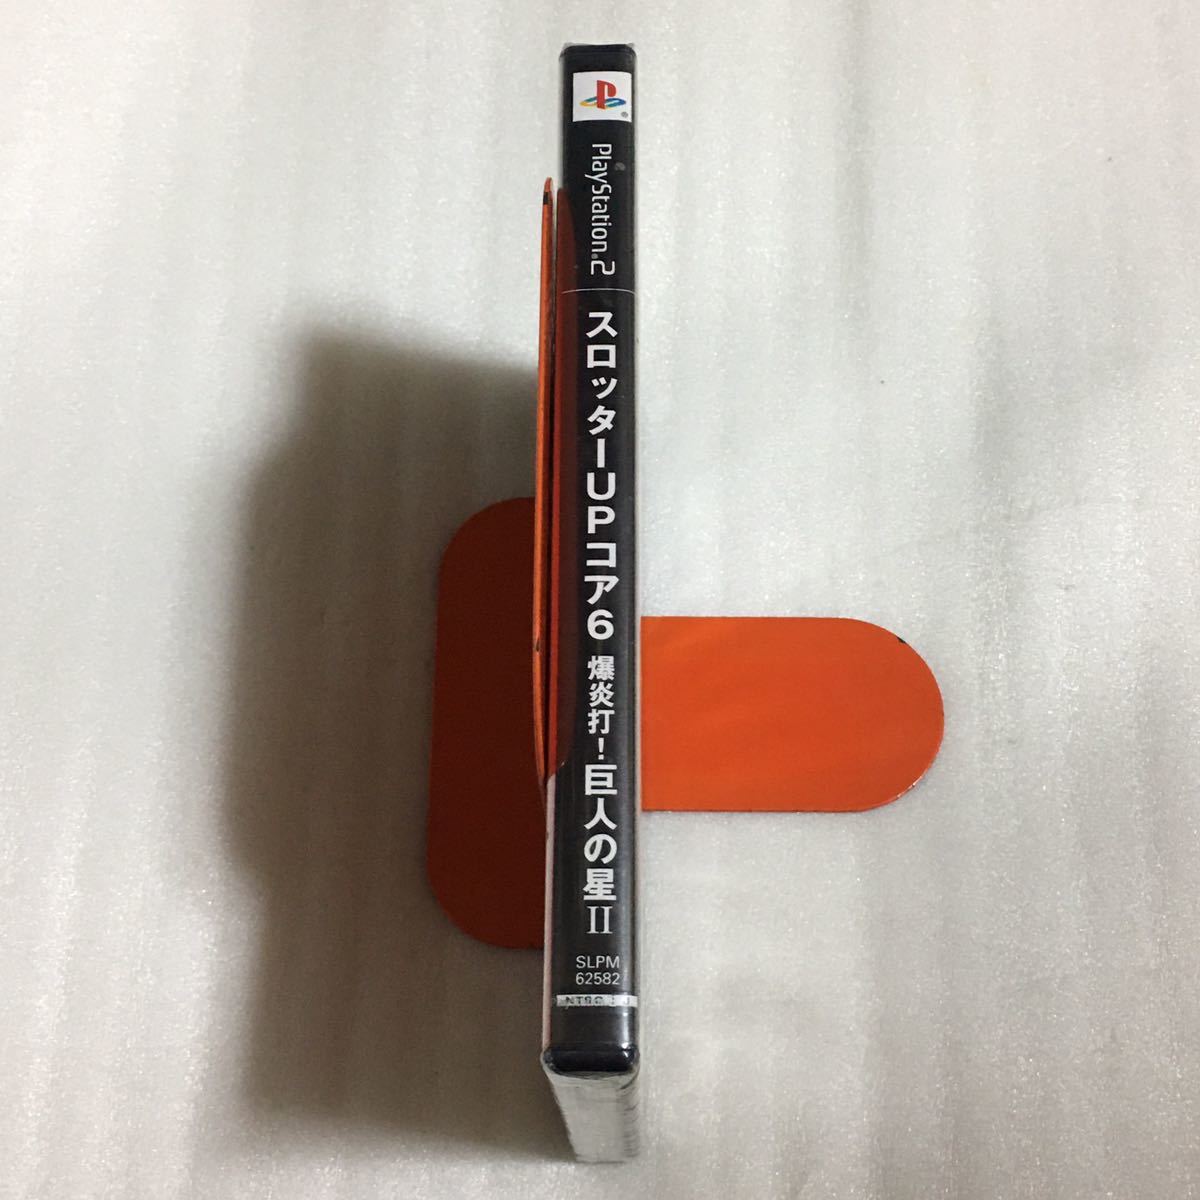 PlayStation.2
スロッターUPコア6 爆炎打!巨人の星II
SLPM
62582
NTSC J